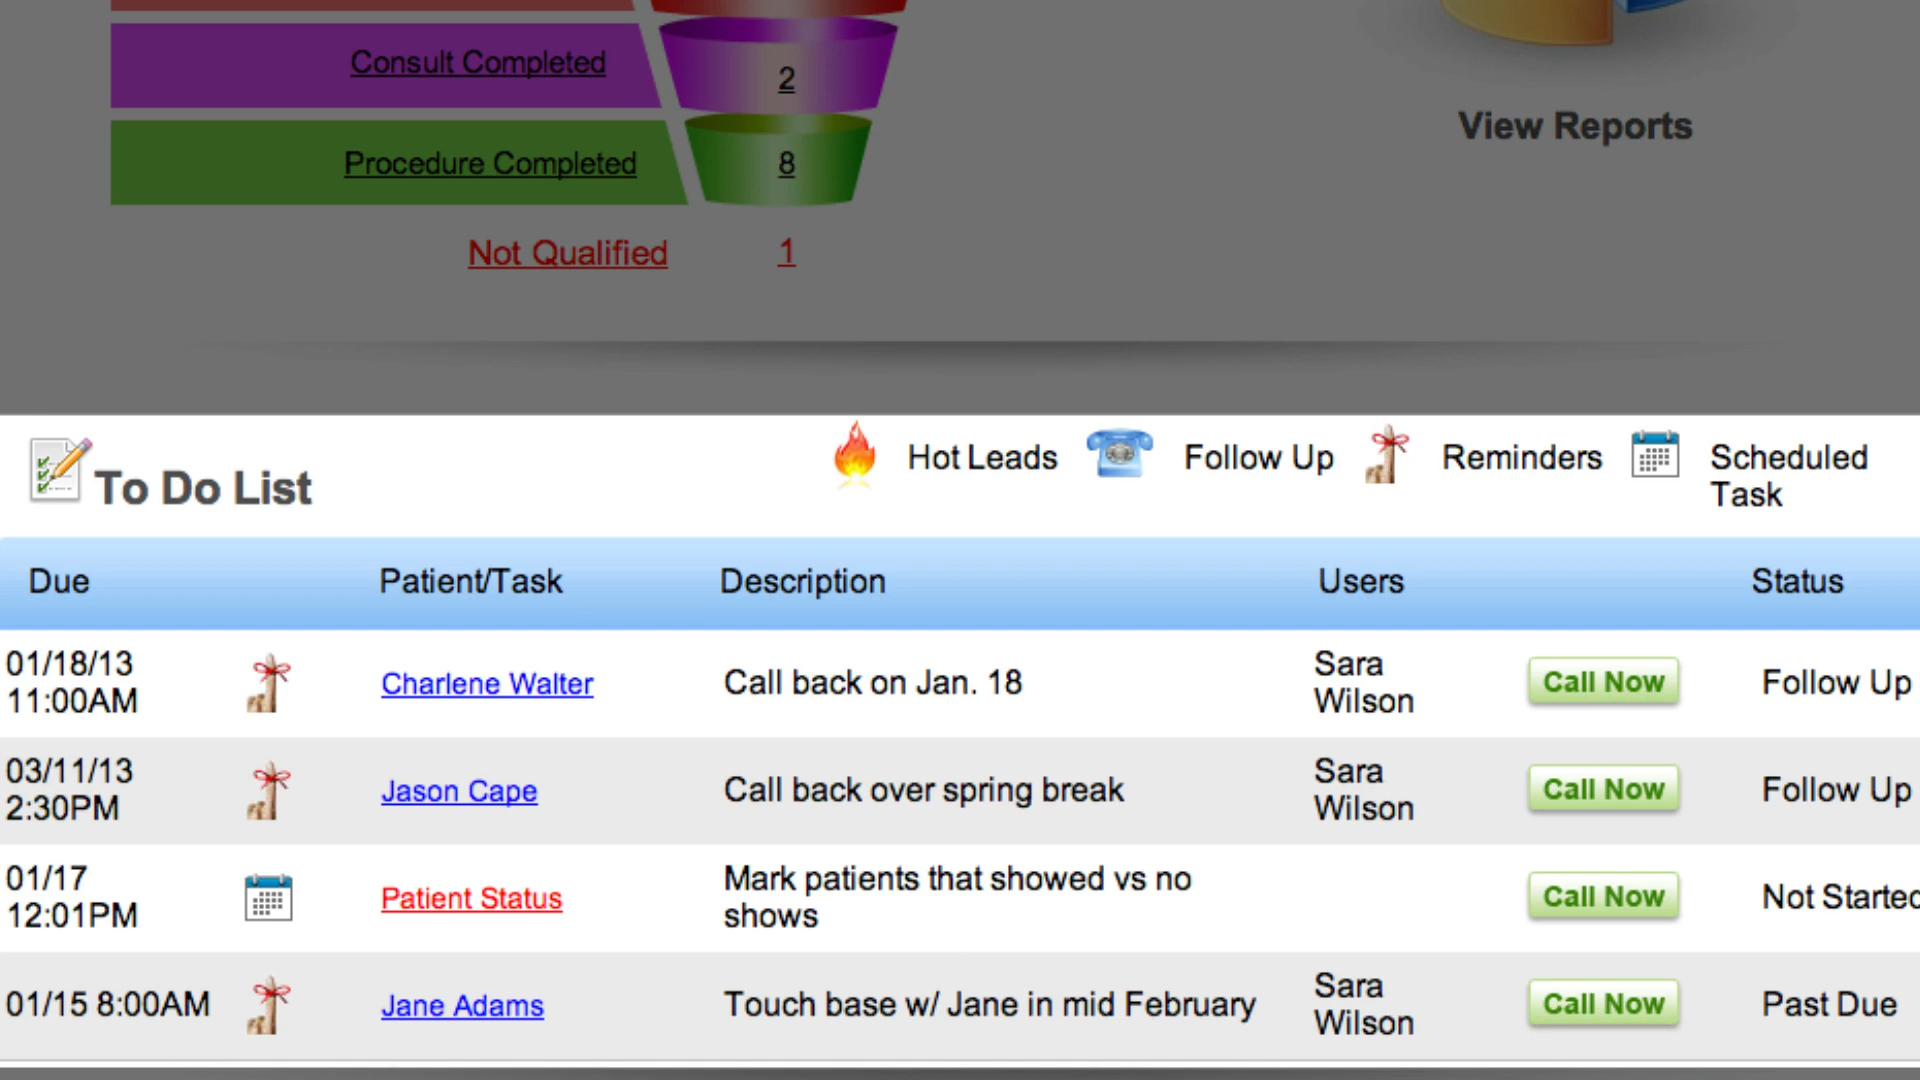 Consult Completed
2
Procedure Completed
8
Not Qualified
1
View Reports
To Do List
Hot Leads
Follow Up
Reminders
Scheduled
Task
Due
Patient/Task
Description
Users
Status
01/18/13
11:00AM
Charlene Walter
Call back on Jan. 18
Sara
Wilson
Call Now
Follow Up
03/11/13
2:30PM
Jason Cape
Call back over spring break
Sara
Wilson
Call Now
Follow Up
01/17
12:01PM
Patient Status
Mark patients that showed vs no
shows
Call Now
Not Started
01/15 8:00AM
Jane Adams
Touch base w/ Jane in mid February
Sara
Wilson
Call Now
Past Due